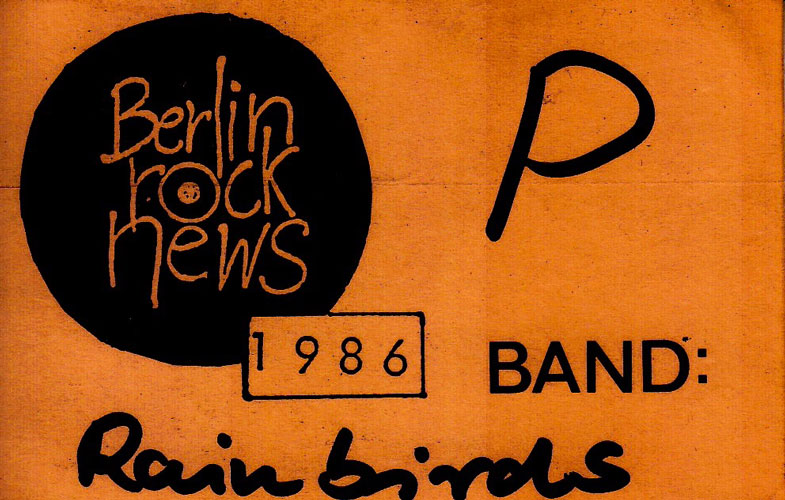 Berlin
rock
news
P
1986
BAND:
Rainbirds